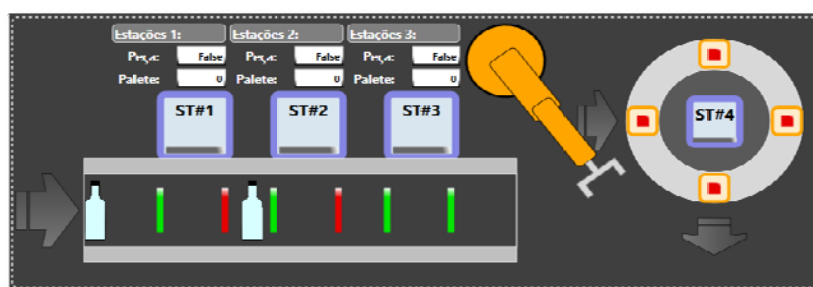 Estações 1: Estações 2: Estações 3:
False False False
Palete: 0 Palete: 0 Palete: 0
ST#1 ST#2 ST#3 ST#4